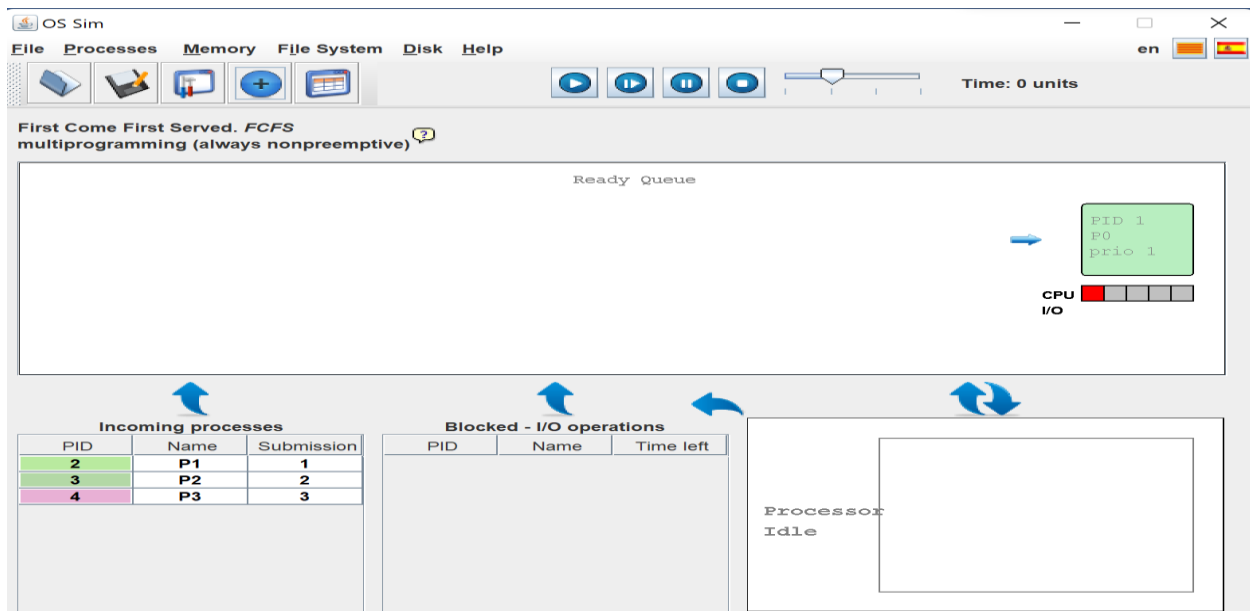 OS Sim
File Processes Memory File System Disk Help en
Time: 0 units
First Come First Served. FCFS
multiprogramming (always nonpreemptive) ?
Ready Queue
PID 1
P0
prio 1
CPU
I/O
Incoming processes
PID Name Submission
2 P1 1
3 P2 2
4 P3 3
Blocked - I/O operations
PID Name Time left
Processor
Idle